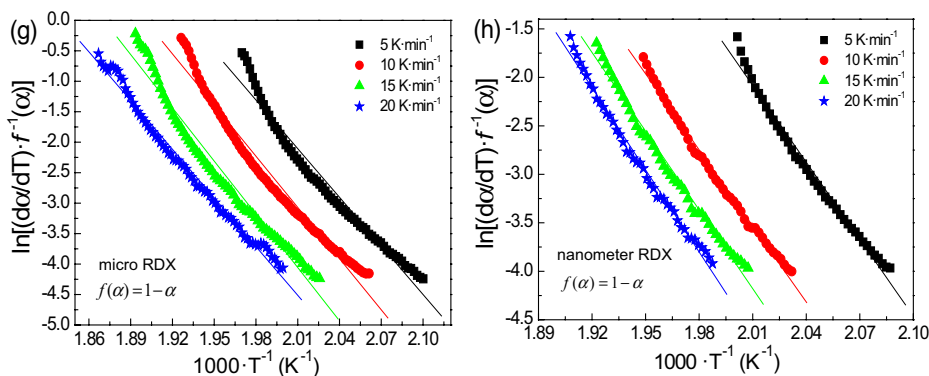 (g)
5 K·min⁻¹
10 K·min⁻¹
15 K·min⁻¹
20 K·min⁻¹
ln[(dα/dT)·f⁻¹(α)]
0.0
-0.5
-1.0
-1.5
-2.0
-2.5
-3.0
-3.5
-4.0
-4.5
-5.0
micro RDX
f(α) = 1−α
1.86 1.89 1.92 1.95 1.98 2.01 2.04 2.07 2.10
1000·T⁻¹ (K⁻¹)
(h)
5 K·min⁻¹
10 K·min⁻¹
15 K·min⁻¹
20 K·min⁻¹
ln[(dα/dT)·f⁻¹(α)]
-1.5
-2.0
-2.5
-3.0
-3.5
-4.0
-4.5
nanometer RDX
f(α) = 1−α
1.89 1.92 1.95 1.98 2.01 2.04 2.07 2.10
1000·T⁻¹ (K⁻¹)